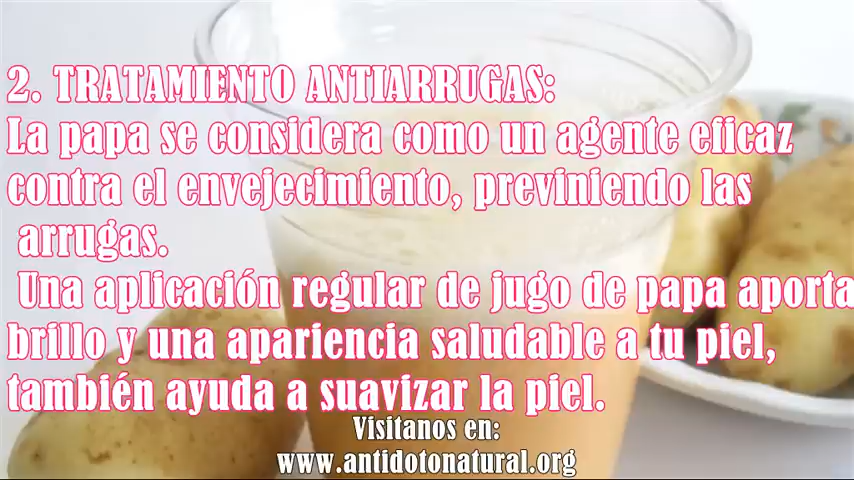 2. TRATAMIENTO ANTIARRUGAS:
La papa se considera como un agente eficaz
contra el envejecimiento, previniendo las
arrugas.
Una aplicación regular de jugo de papa aporta
brillo y una apariencia saludable a tu piel,
también ayuda a suavizar la piel.
Visitanos en:
www.antidotonatural.org